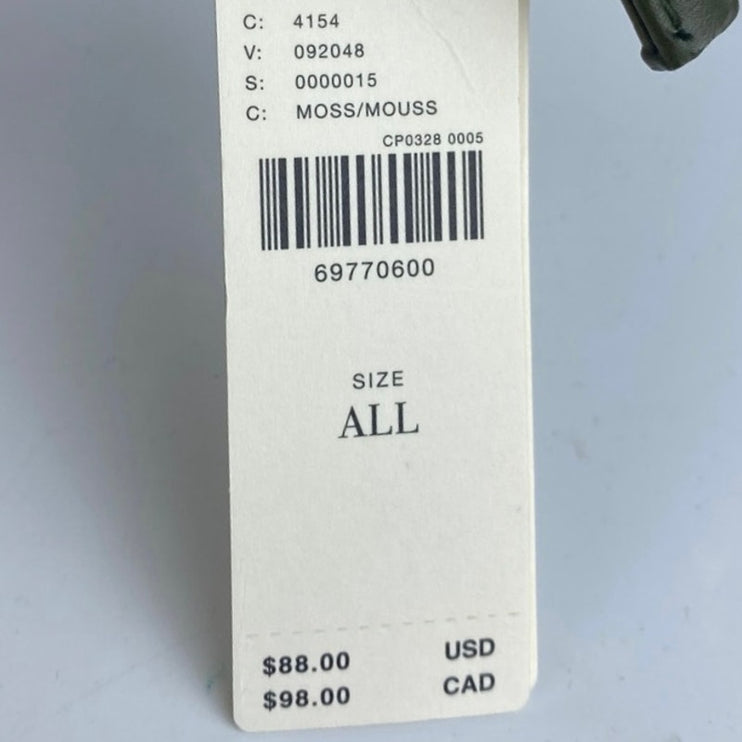 C: 4154
V: 092048
S: 0000015
C: MOSS/MOUSS
CP0328 0005
69770600
SIZE
ALL
$88.00 USD
$98.00 CAD